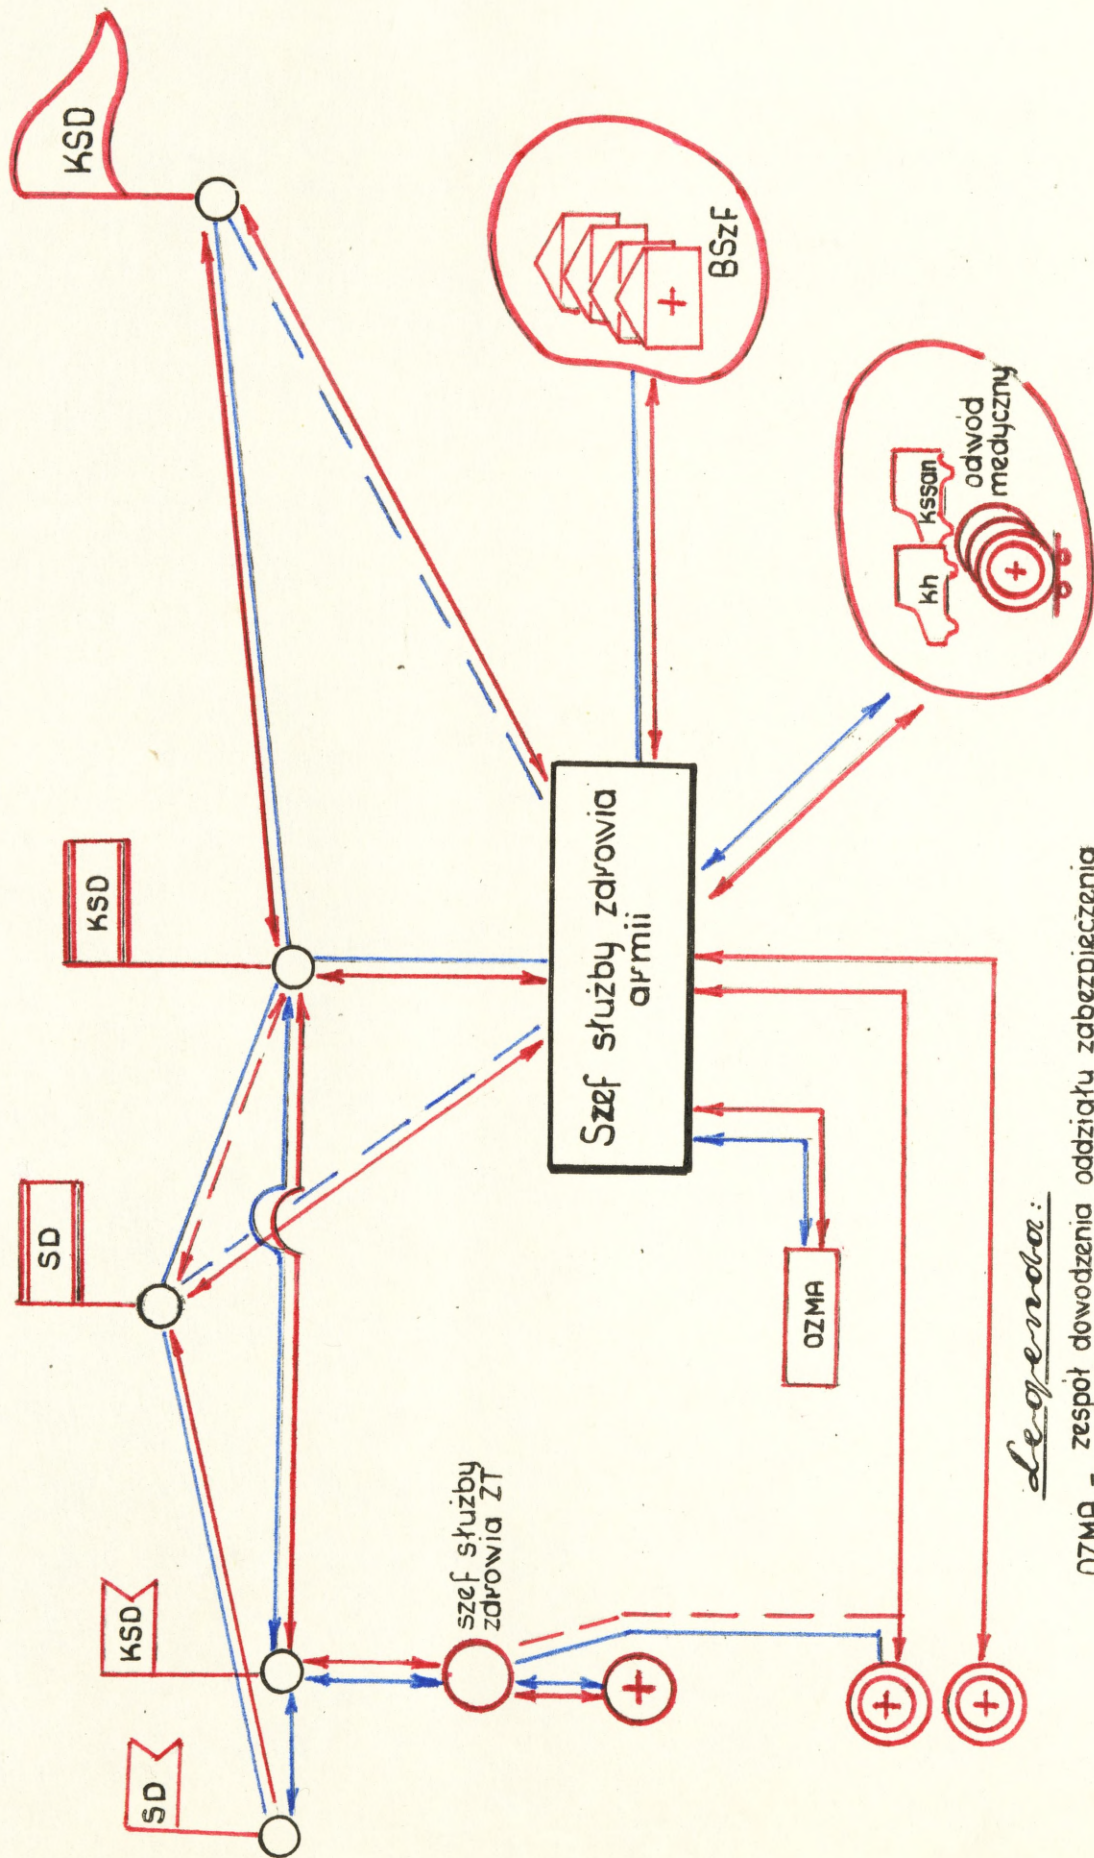 SD
KSD
SD
KSD
KSD
szef służby
zdrowia ZT
Szef służby zdrowia
armii
BSzF
OZMA
kh
kssan
odwód
medyczny
Legenda:
OZMA - zespół dowodzenia oddziału zabezpieczenia